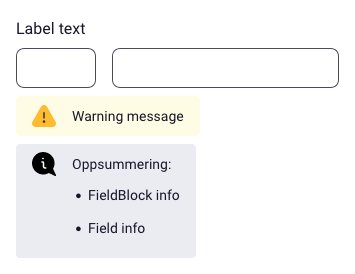 Label text
Warning message
Oppsummering:
• FieldBlock info
• Field info